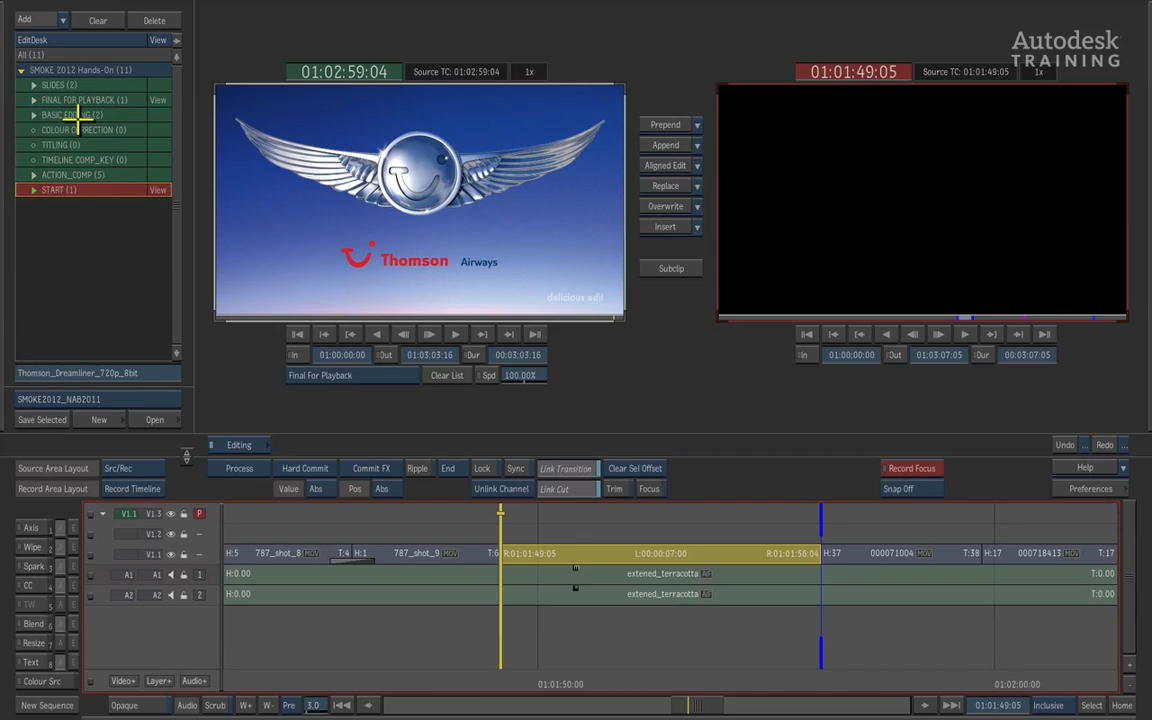 Add
Clear
Delete
EditDesk
View
All (11)
SMOKE 2012 Hands-On (11)
SLIDES (2)
FINAL FOR PLAYBACK (1)
View
BASIC (2)
COLOUR CORRECTION (0)
TITLING (0)
TIMELINE COMP_KEY (0)
ACTION_COMP (5)
START (1)
View
Thomson_Dreamliner_720p_8bit
SMOKE2012_NAB2011
Save Selected
New
Open
01:02:59:04
Source TC: 01:02:59:04
1x
Thomson Airways
delicious edit
In
01:00:00:00
Out
01:03:03:16
Dur
00:03:03:16
Final For Playback
Clear List
Spd
100.00%
Prepend
Append
Aligned Edit
Replace
Overwrite
Insert
Subclip
Autodesk
TRAINING
01:01:49:05
Source TC: 01:01:49:05
1x
In
01:00:00:00
Out
01:03:07:05
Dur
00:03:07:05
Editing
Undo
...
Redo
...
Source Area Layout
Src/Rec
Process
Hard Commit
Commit FX
Ripple
End
Lock
Sync
Link Transition
Clear Sel Offset
Record Focus
Help
Record Area Layout
Record Timeline
Value
Abs
Pos
Abs
Unlink Channel
Link Cut
Trim
Focus
Snap Off
Preferences
Axis 1 A E
Wipe 2 A E
Spark 3 A E
CC 4 A E
TW 5 A E
Blend 6 A E
Resize 7 A E
Text 8 A E
Colour Src
V1.1 V1.3 P
V1.2
V1.1
H:5 787_shot_8 MOV T:4
H:1 787_shot_9 MOV T:6
R:01:01:49:05 L:00:00:07:00 R:01:01:56:04
H:37 000071004 MOV T:38
H:17 000718413 MOV T:17
A1 A1 1
H:0.00 extened_terracotta T:0.00
A2 A2 2
H:0.00 extened_terracotta T:0.00
Video+
Layer+
Audio+
01:01:50:00
01:02:00:00
New Sequence
Opaque
Audio
Scrub
W+
W-
Pre
3.0
01:01:49:05
Inclusive
Select
Home